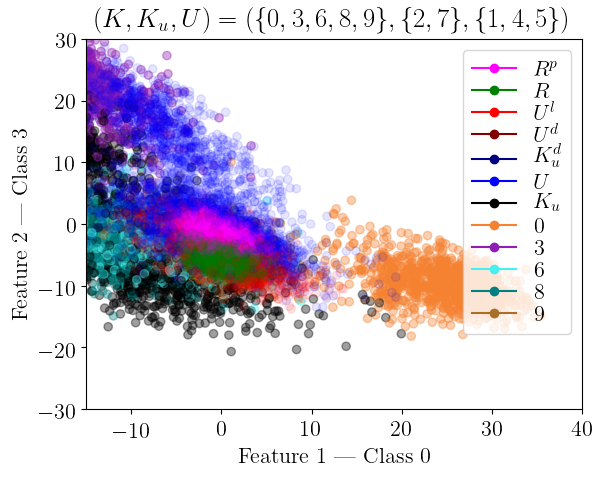 (K, K_u, U) = ({0, 3, 6, 8, 9}, {2, 7}, {1, 4, 5})
30
20
10
0
−10
−20
−30
−10
0
10
20
30
40
Feature 2 — Class 3
Feature 1 — Class 0
R^p
R
U^l
U^d
K_u^d
U
K_u
0
3
6
8
9